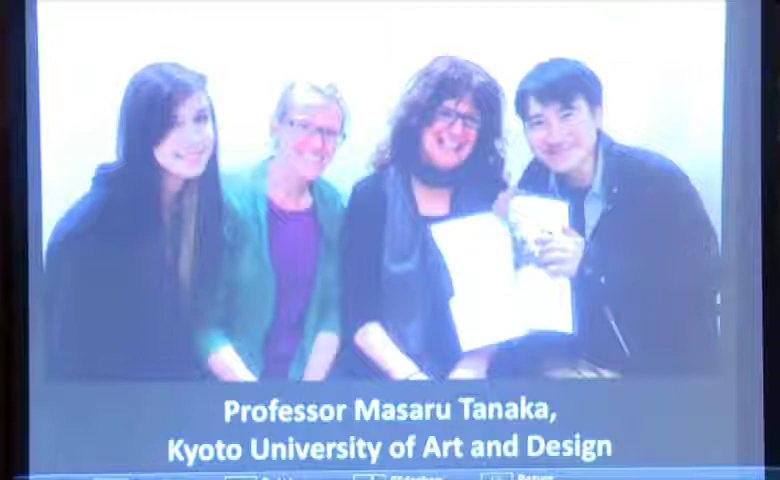 Professor Masaru Tanaka,
Kyoto University of Art and Design